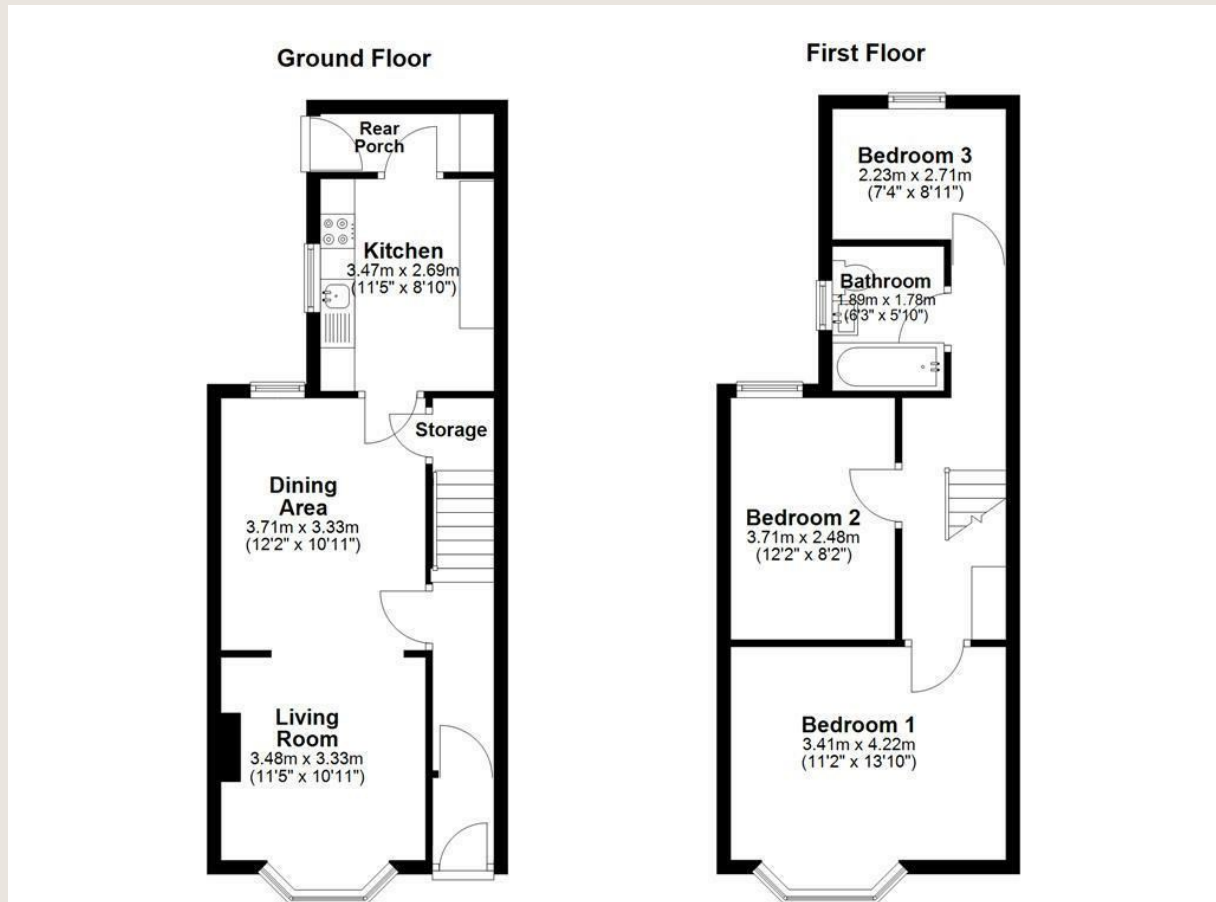 Ground Floor
Rear
Porch
Kitchen
3.47m x 2.69m
(11'5" x 8'10")
Storage
Dining
Area
3.71m x 3.33m
(12'2" x 10'11")
Living
Room
3.48m x 3.33m
(11'5" x 10'11")
First Floor
Bedroom 3
2.23m x 2.71m
(7'4" x 8'11")
Bathroom
1.89m x 1.78m
(6'3" x 5'10")
Bedroom 2
3.71m x 2.48m
(12'2" x 8'2")
Bedroom 1
3.41m x 4.22m
(11'2" x 13'10")